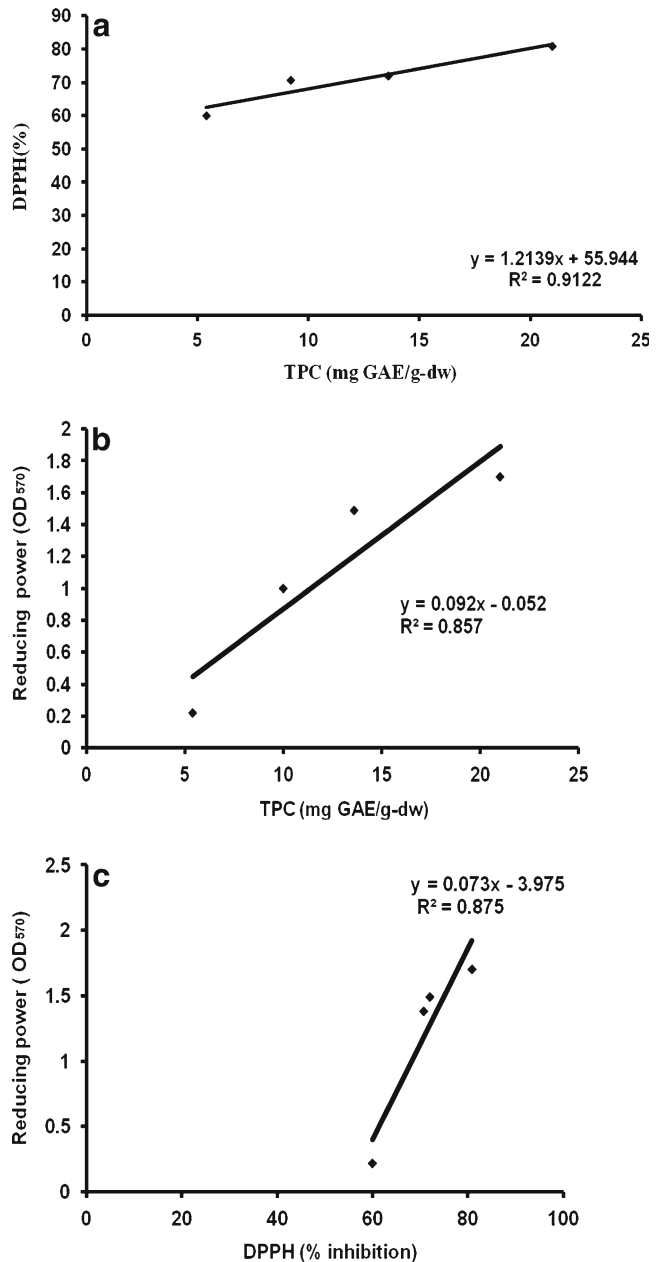 a
90
80
70
60
50
40
30
20
10
0
DPPH(%)
y = 1.2139x + 55.944
R² = 0.9122
0 5 10 15 20 25
TPC (mg GAE/g-dw)
b
2
1.8
1.6
1.4
1.2
1
0.8
0.6
0.4
0.2
0
Reducing power (OD570)
y = 0.092x - 0.052
R² = 0.857
0 5 10 15 20 25
TPC (mg GAE/g-dw)
c
2.5
2
1.5
1
0.5
0
Reducing power ( OD570)
y = 0.073x - 3.975
R² = 0.875
0 20 40 60 80 100
DPPH (% inhibition)